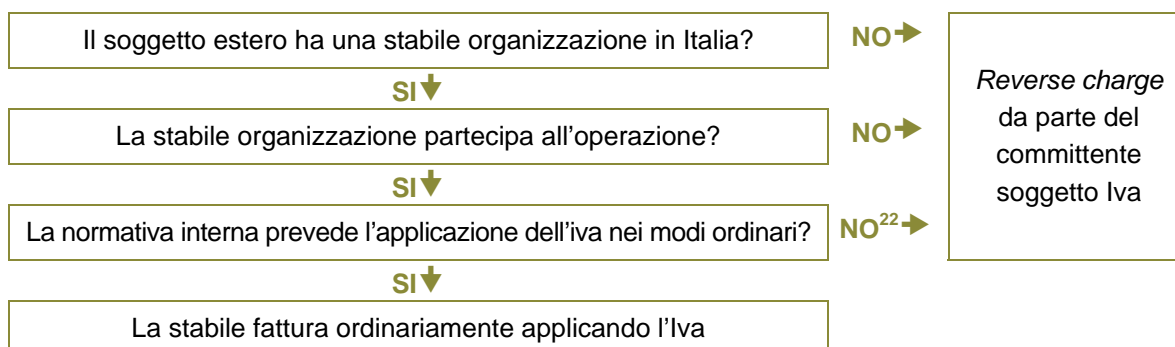 Il soggetto estero ha una stabile organizzazione in Italia?
NO
SI
La stabile organizzazione partecipa all’operazione?
NO
SI
La normativa interna prevede l’applicazione dell’iva nei modi ordinari?
NO22
SI
La stabile fattura ordinariamente applicando l’Iva
Reverse charge
da parte del
committente
soggetto Iva